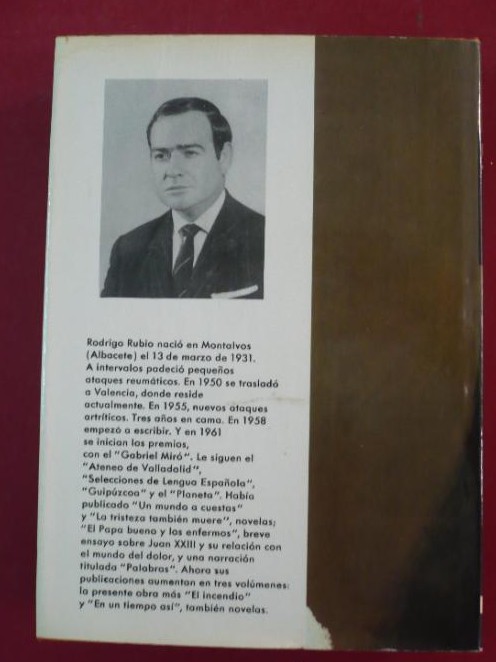 Rodrigo Rubio nació en Montalvos
(Albacete) el 13 de marzo de 1931.
A intervalos padeció pequeños
ataques reumáticos. En 1950 se trasladó
a Valencia, donde reside
actualmente. En 1955, nuevos ataques
artríticos. Tres años en cama. En 1958
empezó a escribir. Y en 1961
se inician los premios,
con el "Gabriel Miró". Le siguen el
"Ateneo de Valladolid",
"Selecciones de Lengua Española",
"Guipúzcoa" y el "Planeta". Había
publicado "Un mundo a cuestas"
y "La tristeza también muere", novelas;
"El Papa bueno y los enfermos", breve
ensayo sobre Juan XXIII y su relación con
el mundo del dolor, y una narración
titulada "Palabras". Ahora sus
publicaciones aumentan en tres volúmenes:
la presente obra más "El incendio"
y "En un tiempo así", también novelas.